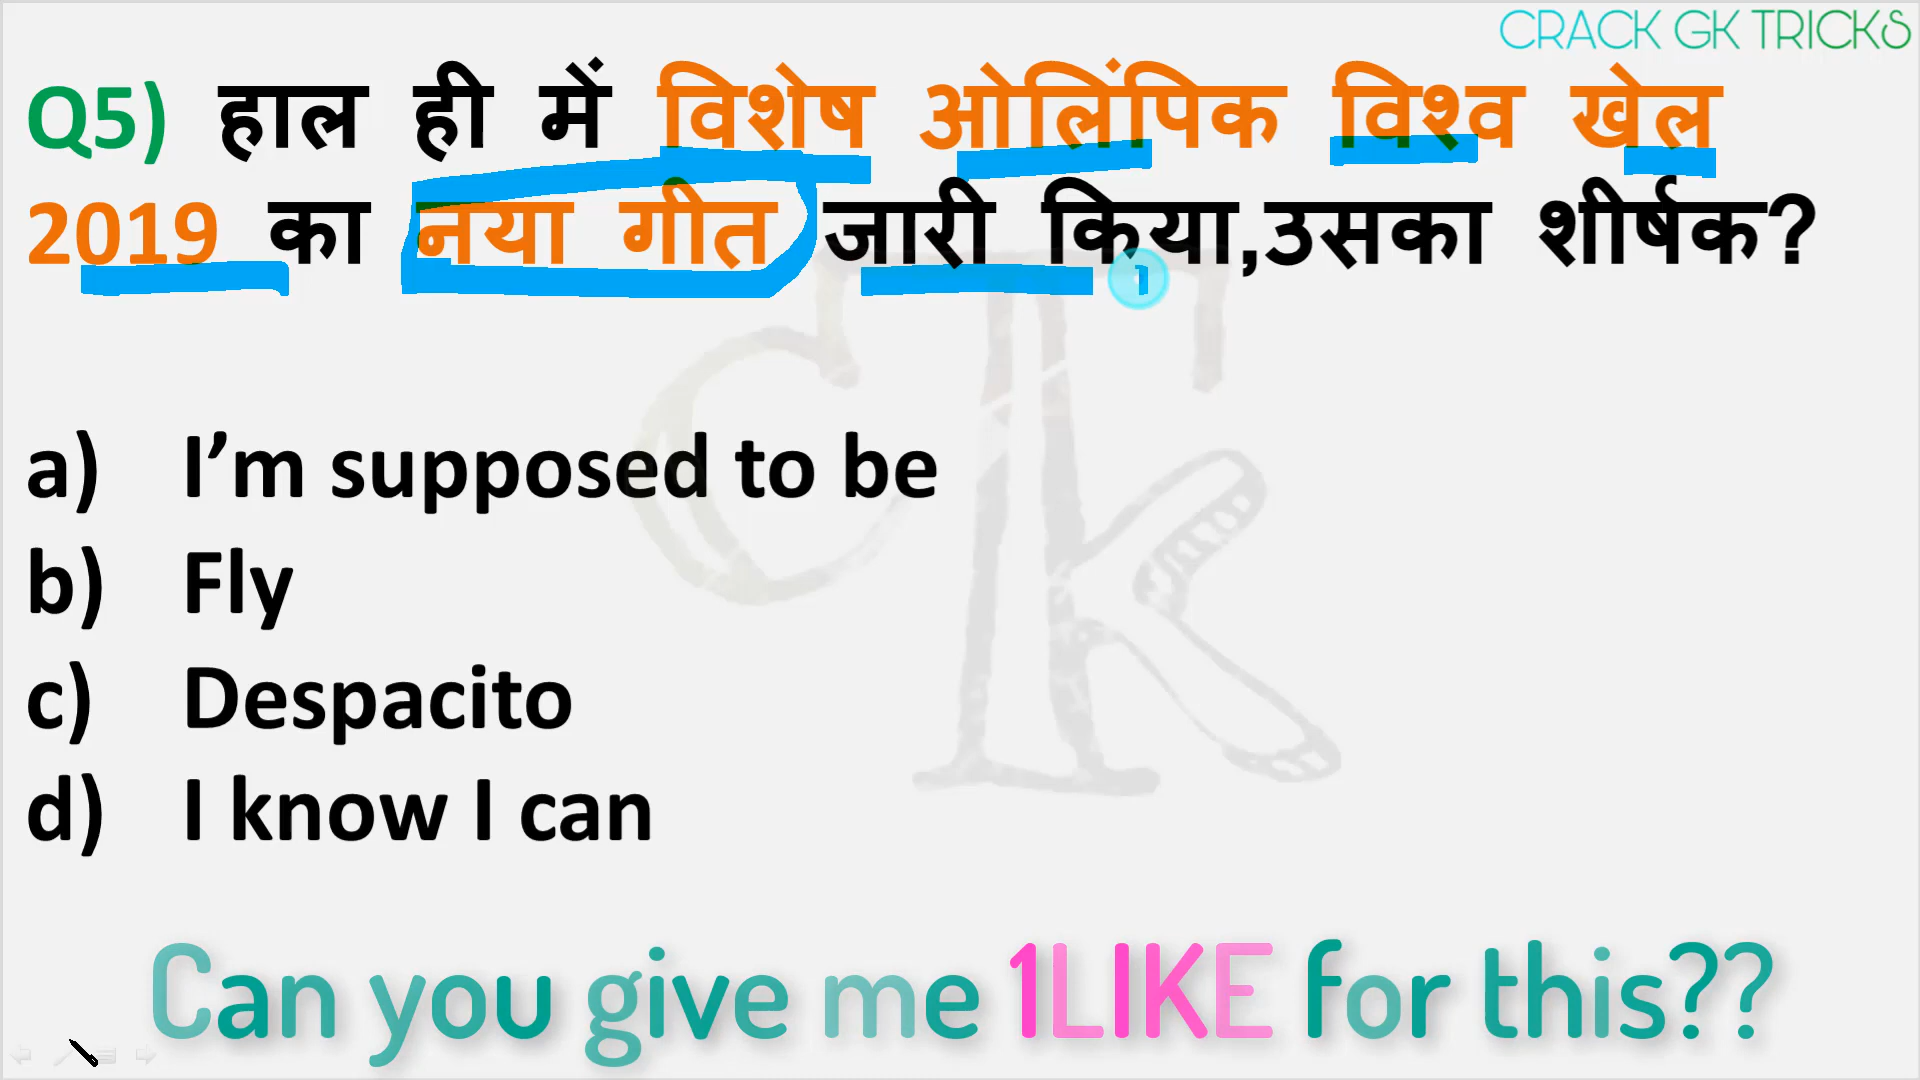 CRACK GK TRICKS
Q5) हाल ही में विशेष ओलिंपिक विश्व खेल
2019 का नया गीत जारी किया,उसका शीर्षक?
a) I’m supposed to be
b) Fly
c) Despacito
d) I know I can
Can you give me 1LIKE for this??